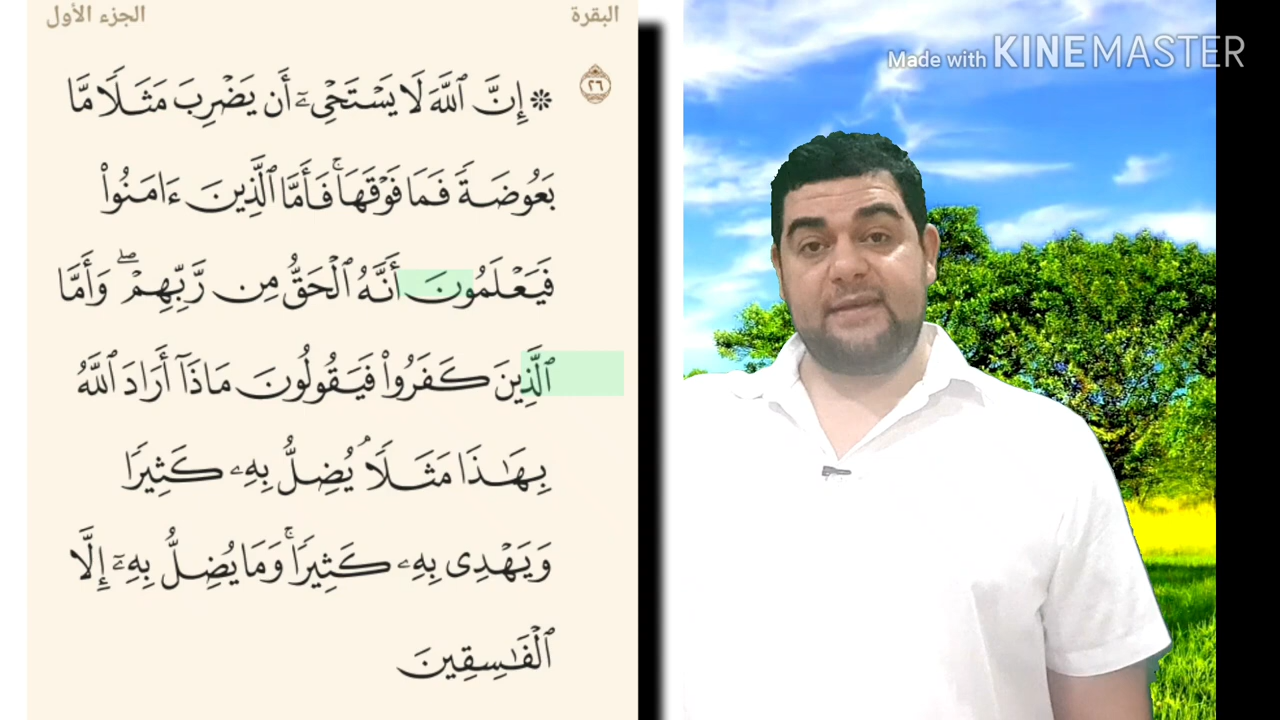 البقرة
الجزء الأول
٢٦
۞ إِنَّ ٱللَّهَ لَا يَسۡتَحۡيِۦٓ أَن يَضۡرِبَ مَثَلٗا مَّا
بَعُوضَةٗ فَمَا فَوۡقَهَاۚ فَأَمَّا ٱلَّذِينَ ءَامَنُواْ
فَيَعۡلَمُونَ أَنَّهُ ٱلۡحَقُّ مِن رَّبِّهِمۡۖ وَأَمَّا
ٱلَّذِينَ كَفَرُواْ فَيَقُولُونَ مَاذَآ أَرَادَ ٱللَّهُ
بِهَٰذَا مَثَلٗاۘ يُضِلُّ بِهِۦ كَثِيرٗا
وَيَهۡدِي بِهِۦ كَثِيرٗاۚ وَمَا يُضِلُّ بِهِۦٓ إِلَّا
ٱلۡفَٰسِقِينَ
Made with KINEMASTER